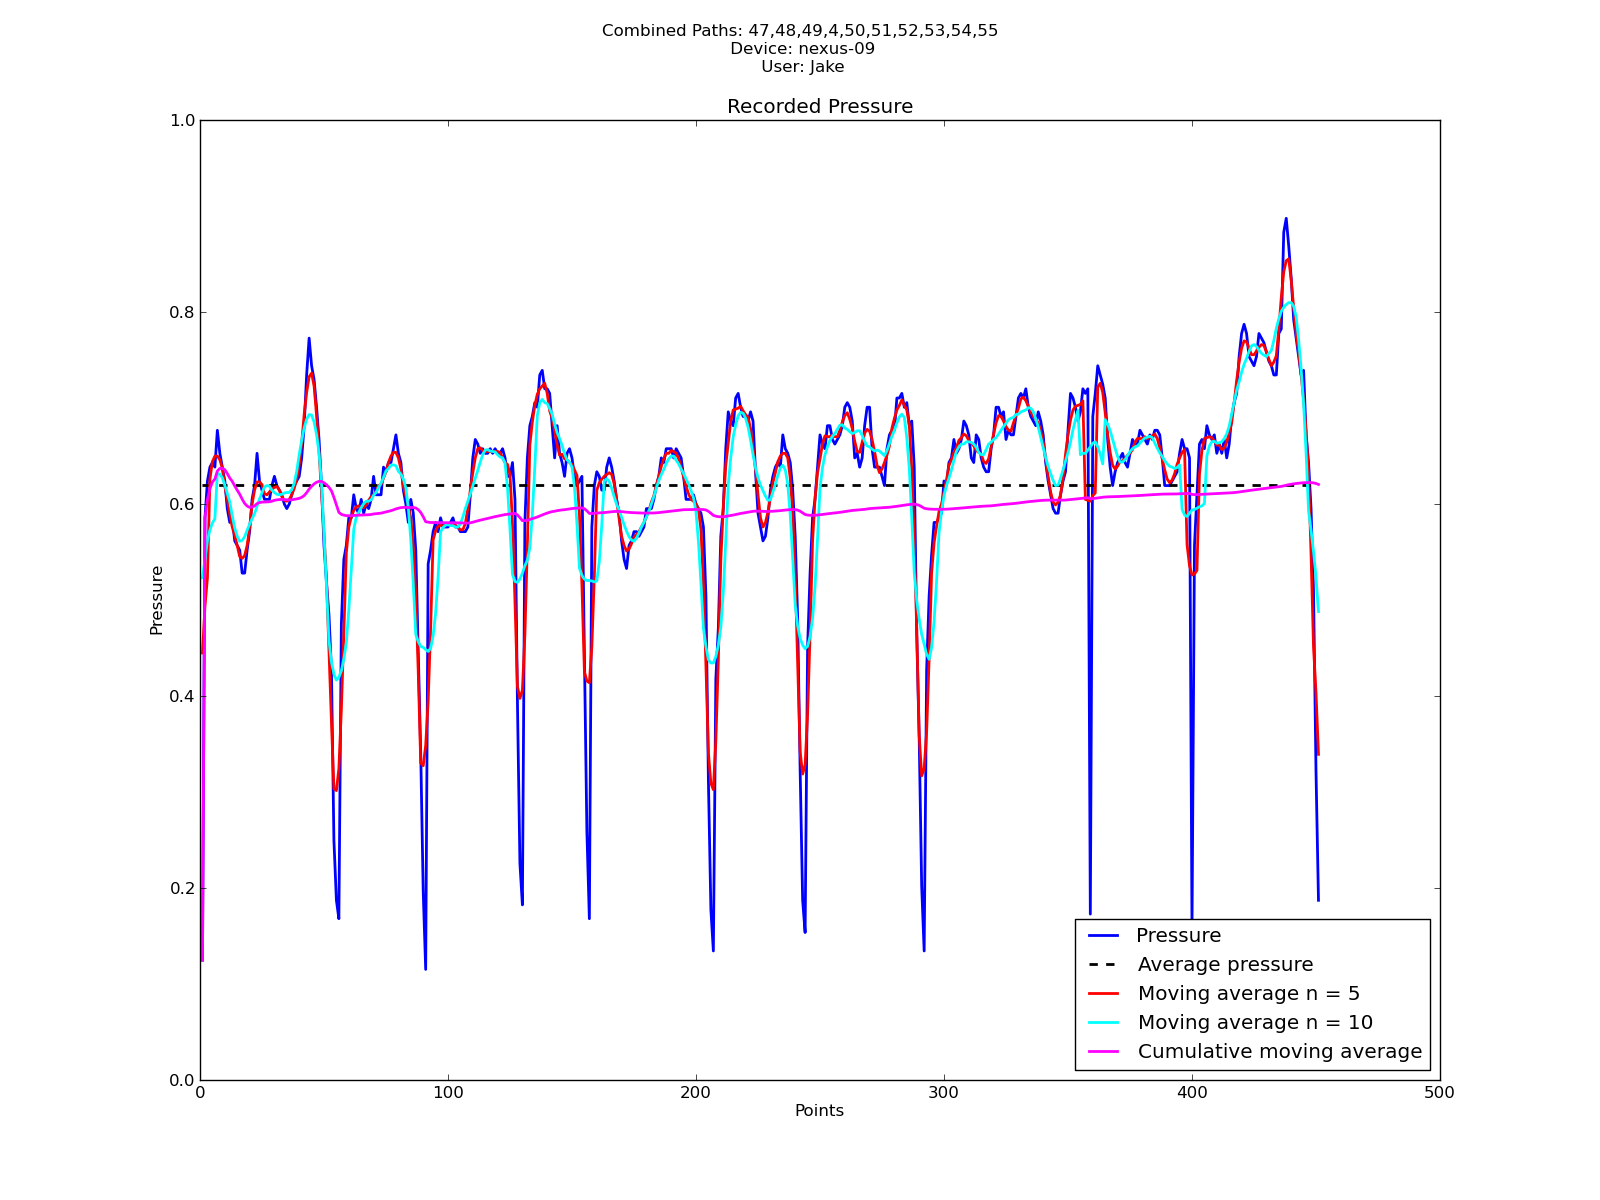 Combined Paths: 47,48,49,4,50,51,52,53,54,55
Device: nexus-09
User: Jake
Recorded Pressure
1.0
0.8
0.6
0.4
0.2
0.0
Pressure
0
100
200
300
400
500
Points
Pressure
Average pressure
Moving average n = 5
Moving average n = 10
Cumulative moving average